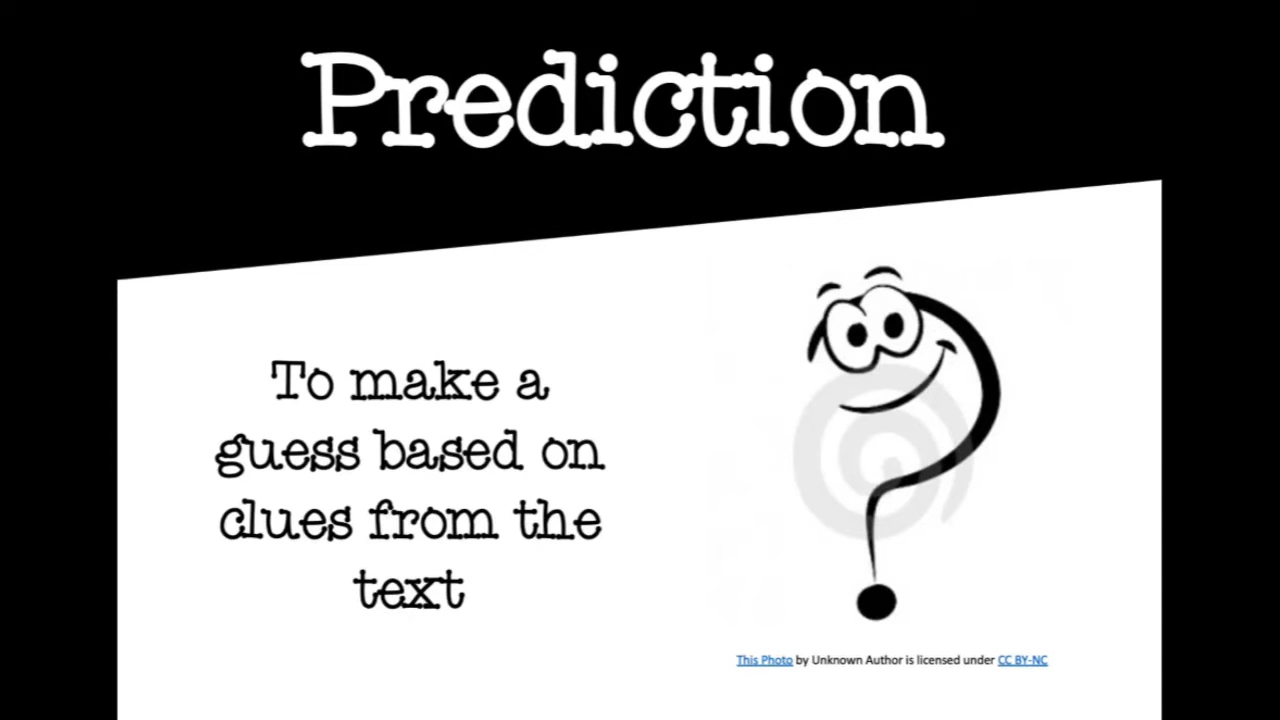 Prediction
To make a
guess based on
clues from the
text
This Photo by Unknown Author is licensed under CC BY-NC